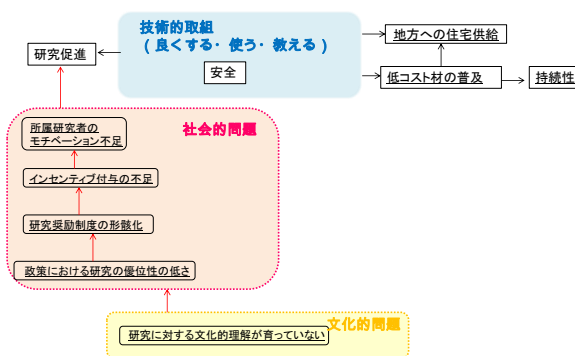 技術的取組
(良くする・使う・教える)
安全
研究促進
地方への住宅供給
低コスト材の普及
持続性
社会的問題
所属研究者の
モチベーション不足
インセンティブ付与の不足
研究奨励制度の形骸化
政策における研究の優位性の低さ
文化的問題
研究に対する文化的理解が育っていない